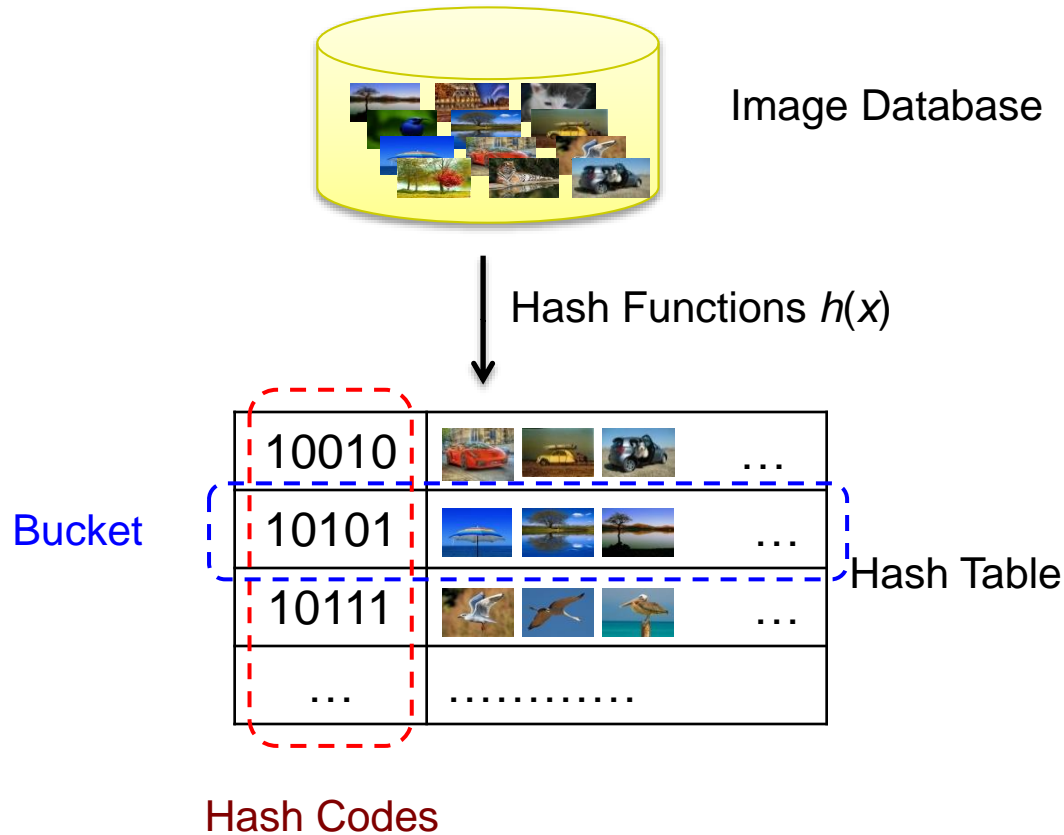 Image Database
Hash Functions h(x)
10010 ...
Bucket
10101 ...
Hash Table
10111 ...
... ............
Hash Codes